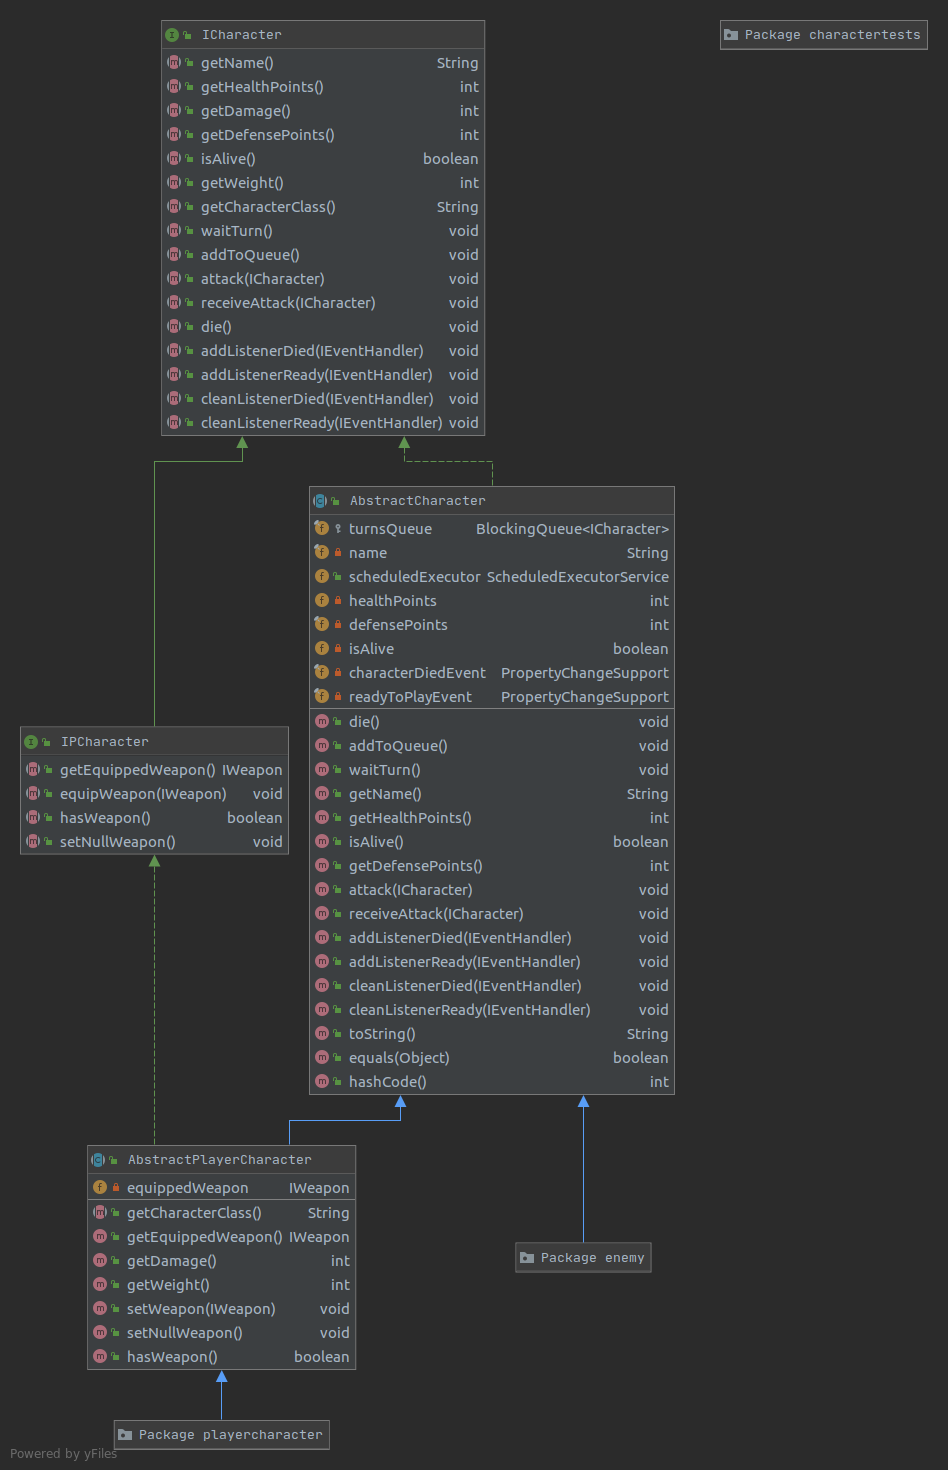 ICharacter
getName() String
getHealthPoints() int
getDamage() int
getDefensePoints() int
isAlive() boolean
getWeight() int
getCharacterClass() String
waitTurn() void
addToQueue() void
attack(ICharacter) void
receiveAttack(ICharacter) void
die() void
addListenerDied(IEventHandler) void
addListenerReady(IEventHandler) void
cleanListenerDied(IEventHandler) void
cleanListenerReady(IEventHandler) void
Package charactertests
AbstractCharacter
turnsQueue BlockingQueue<ICharacter>
name String
scheduledExecutor ScheduledExecutorService
healthPoints int
defensePoints int
isAlive boolean
characterDiedEvent PropertyChangeSupport
readyToPlayEvent PropertyChangeSupport
die() void
addToQueue() void
waitTurn() void
getName() String
getHealthPoints() int
isAlive() boolean
getDefensePoints() int
attack(ICharacter) void
receiveAttack(ICharacter) void
addListenerDied(IEventHandler) void
addListenerReady(IEventHandler) void
cleanListenerDied(IEventHandler) void
cleanListenerReady(IEventHandler) void
toString() String
equals(Object) boolean
hashCode() int
IPCharacter
getEquippedWeapon() IWeapon
equipWeapon(IWeapon) void
hasWeapon() boolean
setNullWeapon() void
AbstractPlayerCharacter
equippedWeapon IWeapon
getCharacterClass() String
getEquippedWeapon() IWeapon
getDamage() int
getWeight() int
setWeapon(IWeapon) void
setNullWeapon() void
hasWeapon() boolean
Package enemy
Package playercharacter
Powered by yFiles